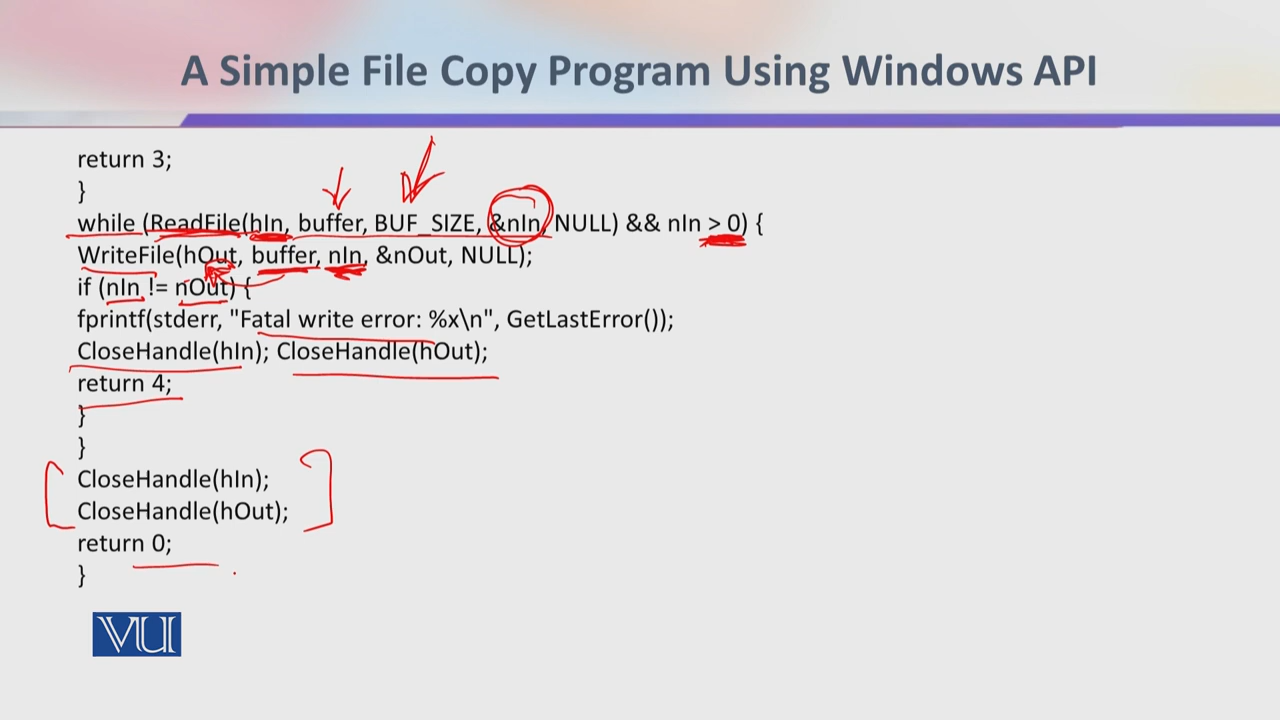 A Simple File Copy Program Using Windows API
return 3;
}
while (ReadFile(hIn, buffer, BUF_SIZE, &nIn, NULL) && nIn > 0) {
WriteFile(hOut, buffer, nIn, &nOut, NULL);
if (nIn != nOut) {
fprintf(stderr, "Fatal write error: %x\n", GetLastError());
CloseHandle(hIn); CloseHandle(hOut);
return 4;
}
}
CloseHandle(hIn);
CloseHandle(hOut);
return 0;
}
VU